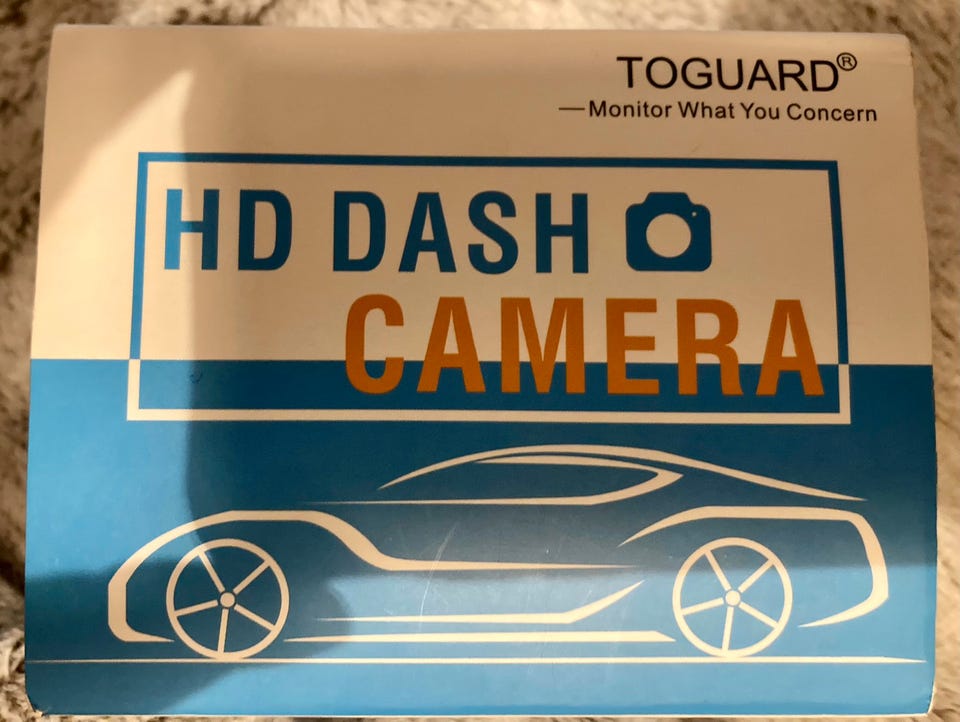 TOGUARD®
—Monitor What You Concern
HD DASH
CAMERA